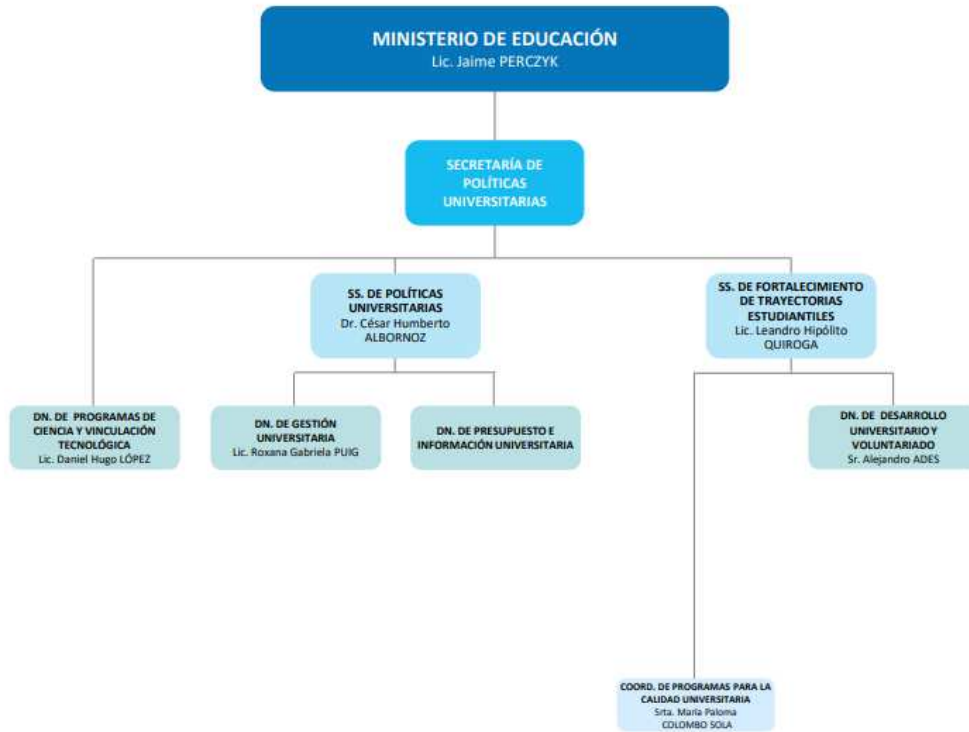 MINISTERIO DE EDUCACIÓN
Lic. Jaime PERCZYK
SECRETARÍA DE
POLÍTICAS
UNIVERSITARIAS
SS. DE POLÍTICAS
UNIVERSITARIAS
Dr. César Humberto
ALBORNOZ
SS. DE FORTALECIMIENTO
DE TRAYECTORIAS
ESTUDIANTILES
Lic. Leandro Hipólito
QUIROGA
DN. DE PROGRAMAS DE
CIENCIA Y VINCULACIÓN
TECNOLÓGICA
Lic. Daniel Hugo LÓPEZ
DN. DE GESTIÓN
UNIVERSITARIA
Lic. Roxana Gabriela PUIG
DN. DE PRESUPUESTO E
INFORMACIÓN UNIVERSITARIA
DN. DE DESARROLLO
UNIVERSITARIO Y
VOLUNTARIADO
Sr. Alejandro ADES
COORD. DE PROGRAMAS PARA LA
CALIDAD UNIVERSITARIA
Srta. María Paloma
COLOMBO SOLA